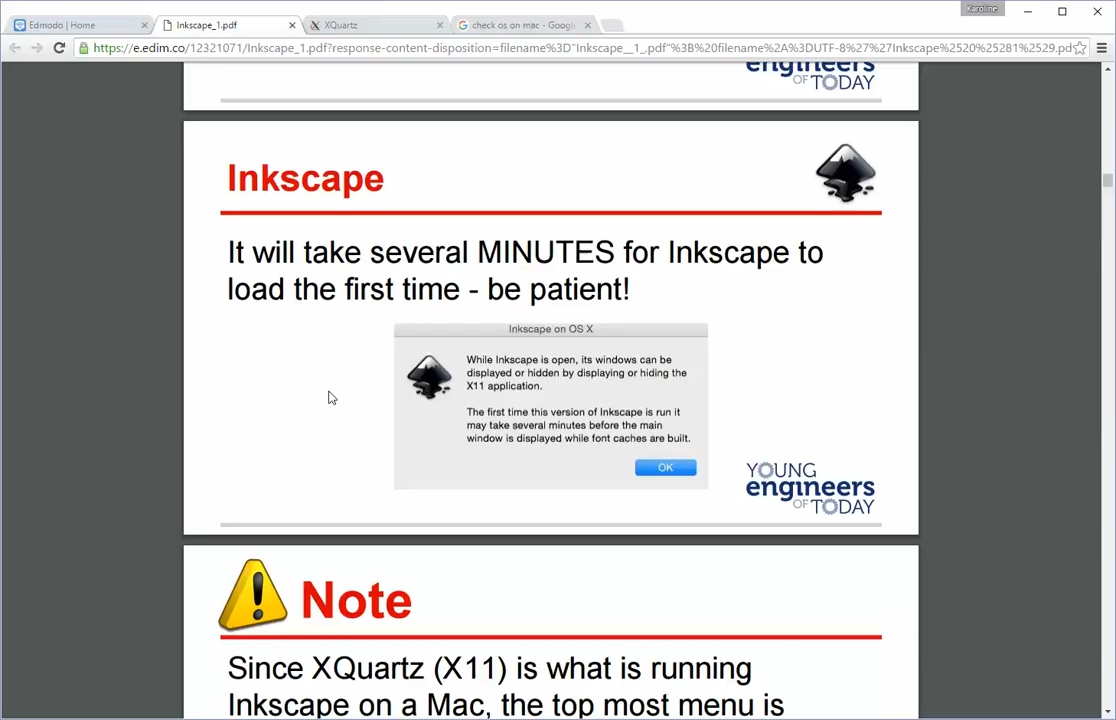 Karoline
Edmodo | Home
Inkscape_1.pdf
XQuartz
check os on mac - Google
https://e.edim.co/12321071/Inkscape_1.pdf?response-content-disposition=filename%3D"Inkscape__1_.pdf"%3B%20filename%2A%3DUTF-8%27%27Inkscape%2520%25281%2529.pd
engineers
OF TODAY
Inkscape
It will take several MINUTES for Inkscape to
load the first time - be patient!
Inkscape on OS X
While Inkscape is open, its windows can be
displayed or hidden by displaying or hiding the
X11 application.
The first time this version of Inkscape is run it
may take several minutes before the main
window is displayed while font caches are built.
OK
YOUNG
engineers
OF TODAY
Note
Since XQuartz (X11) is what is running
Inkscape on a Mac, the top most menu is